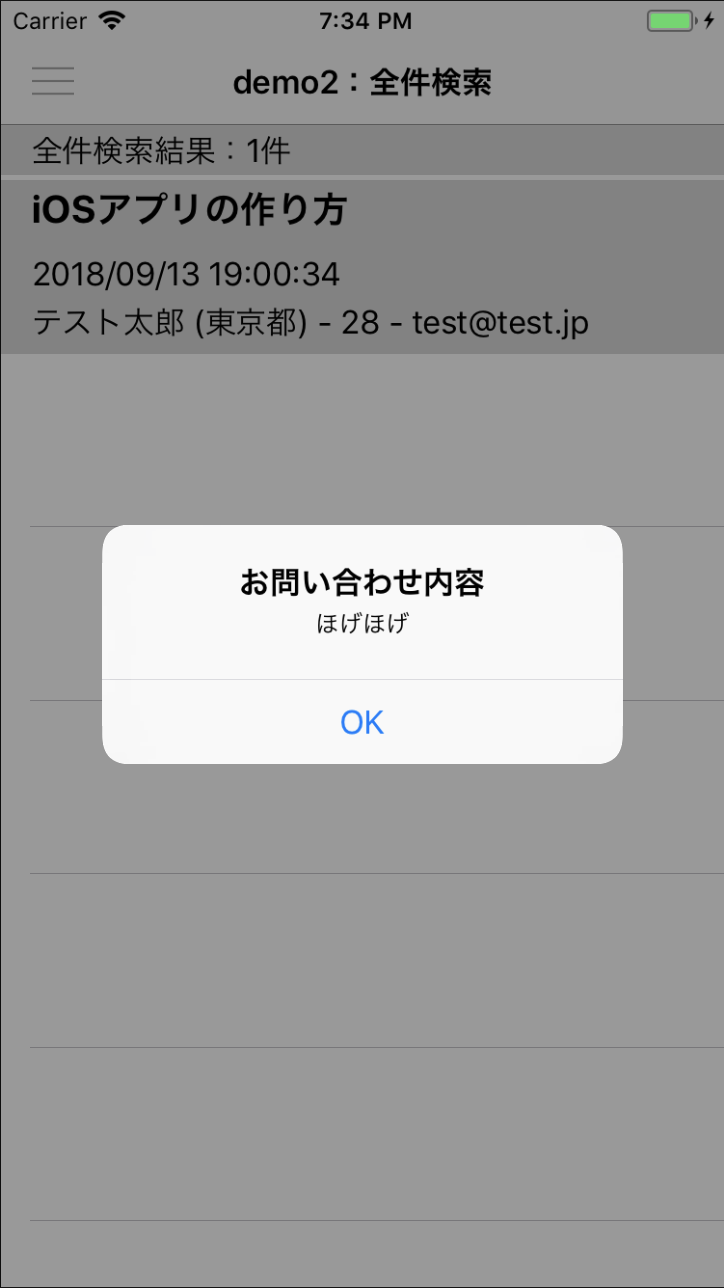 Carrier 7:34 PM
demo2：全件検索
全件検索結果：1件
iOSアプリの作り方
2018/09/13 19:00:34
テスト太郎 (東京都) - 28 - test@test.jp
お問い合わせ内容
ほげほげ
OK